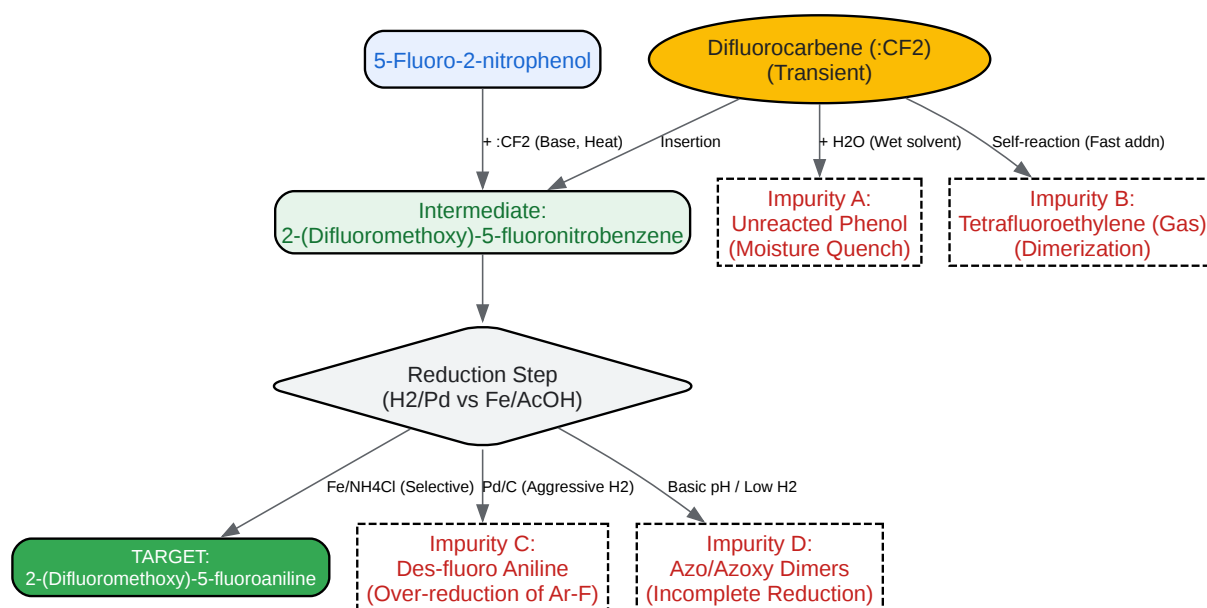 5-Fluoro-2-nitrophenol
Difluorocarbene (:CF2)
(Transient)
+ :CF2 (Base, Heat)
Insertion
+ H2O (Wet solvent)
Self-reaction (Fast addn)
Intermediate:
2-(Difluoromethoxy)-5-fluoronitrobenzene
Impurity A:
Unreacted Phenol
(Moisture Quench)
Impurity B:
Tetrafluoroethylene (Gas)
(Dimerization)
Reduction Step
(H2/Pd vs Fe/AcOH)
Fe/NH4Cl (Selective)
Pd/C (Aggressive H2)
Basic pH / Low H2
TARGET:
2-(Difluoromethoxy)-5-fluoroaniline
Impurity C:
Des-fluoro Aniline
(Over-reduction of Ar-F)
Impurity D:
Azo/Azoxy Dimers
(Incomplete Reduction)